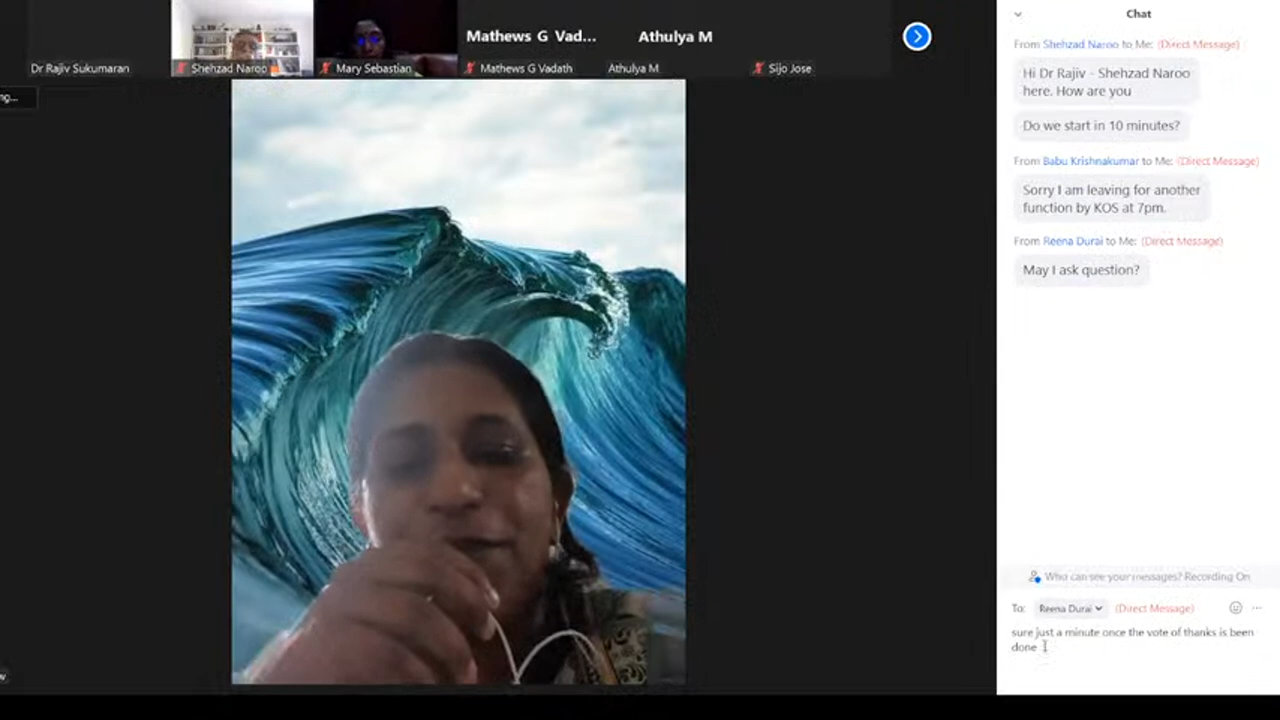 Mathews G Vad...
Athulya M
Dr Rajiv Sukumaran
Shehzad Naroo
Mary Sebastian
Mathews G Vadath
Athulya M
Sijo Jose
Chat
From Shehzad Naroo to Me: (Direct Message)
Hi Dr Rajiv - Shehzad Naroo
here. How are you
Do we start in 10 minutes?
From Babu Krishnakumar to Me: (Direct Message)
Sorry I am leaving for another
function by KOS at 7pm.
From Reena Durai to Me: (Direct Message)
May I ask question?
Who can see your messages? Recording On
To: Reena Durai (Direct Message)
sure just a minute once the vote of thanks is been
done